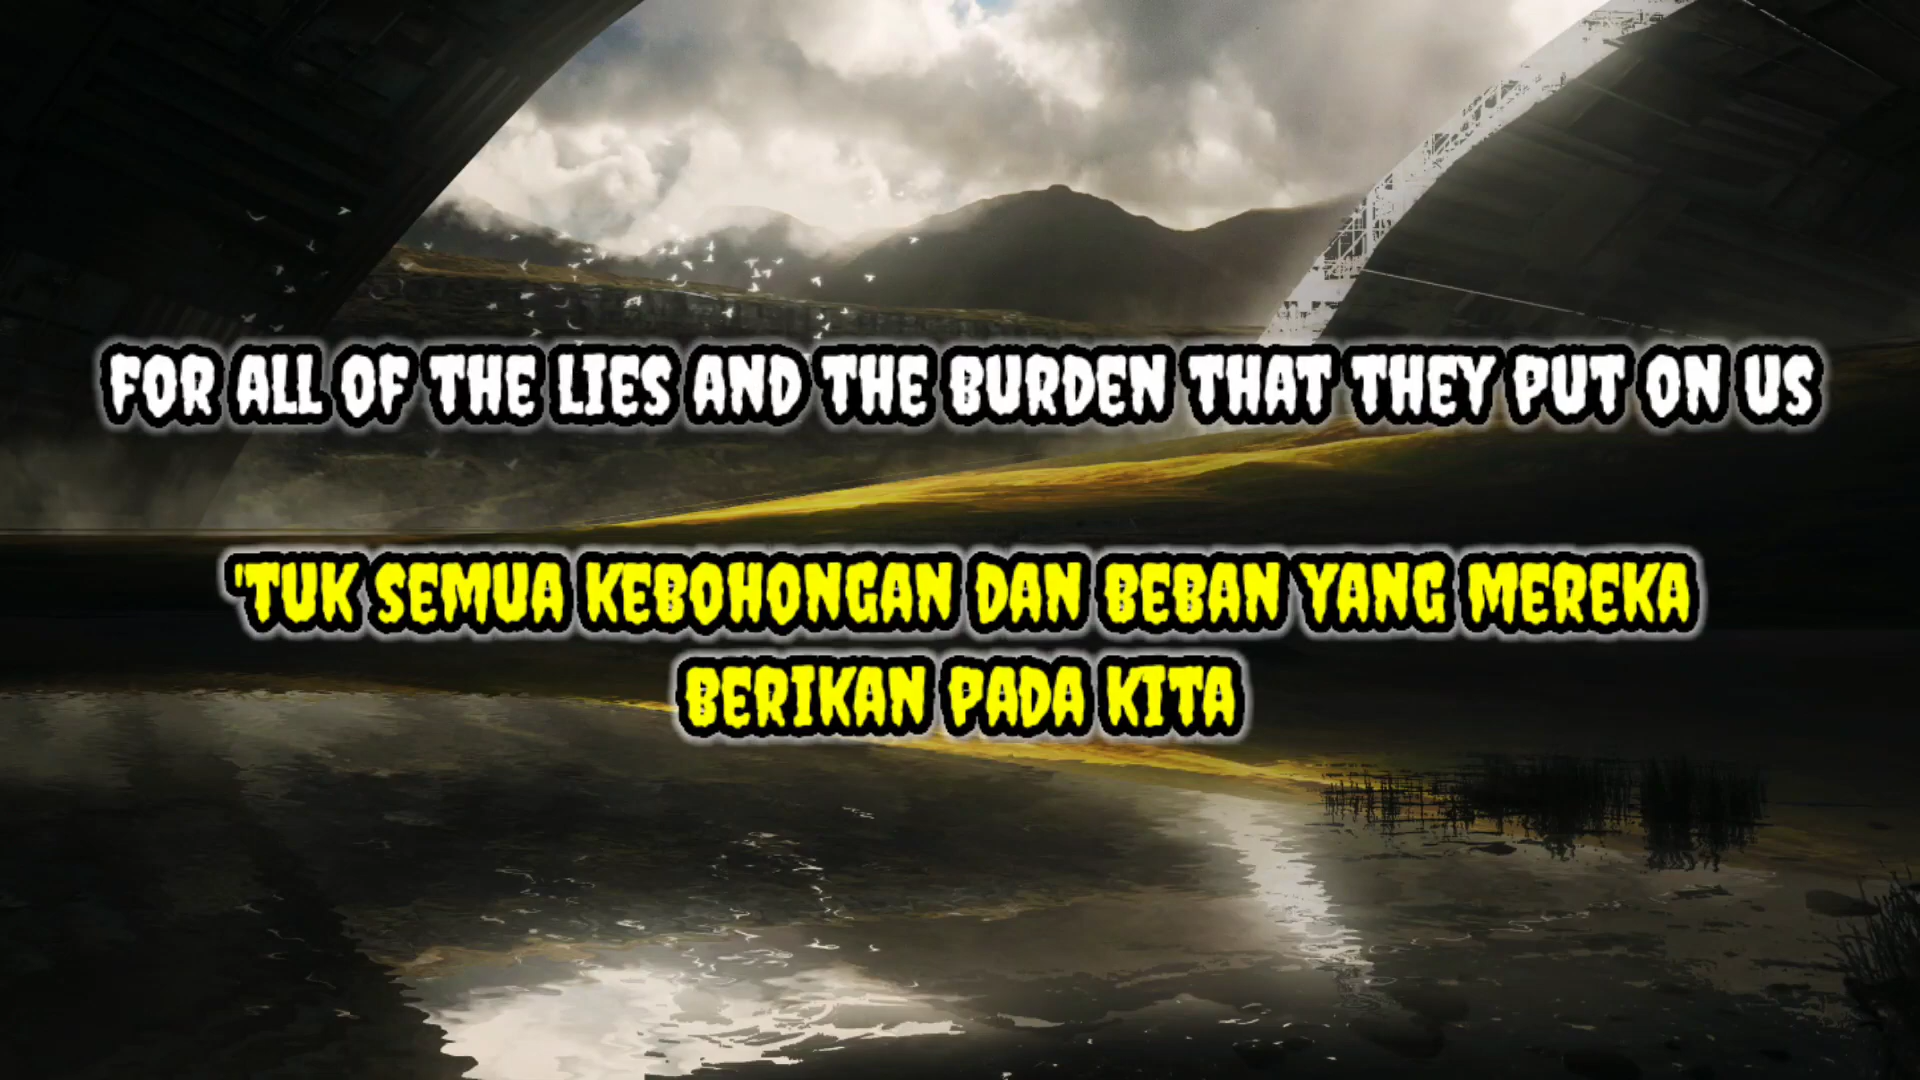 FOR ALL OF THE LIES AND THE BURDEN THAT THEY PUT ON US
'TUK SEMUA KEBOHONGAN DAN BEBAN YANG MEREKA
BERIKAN PADA KITA